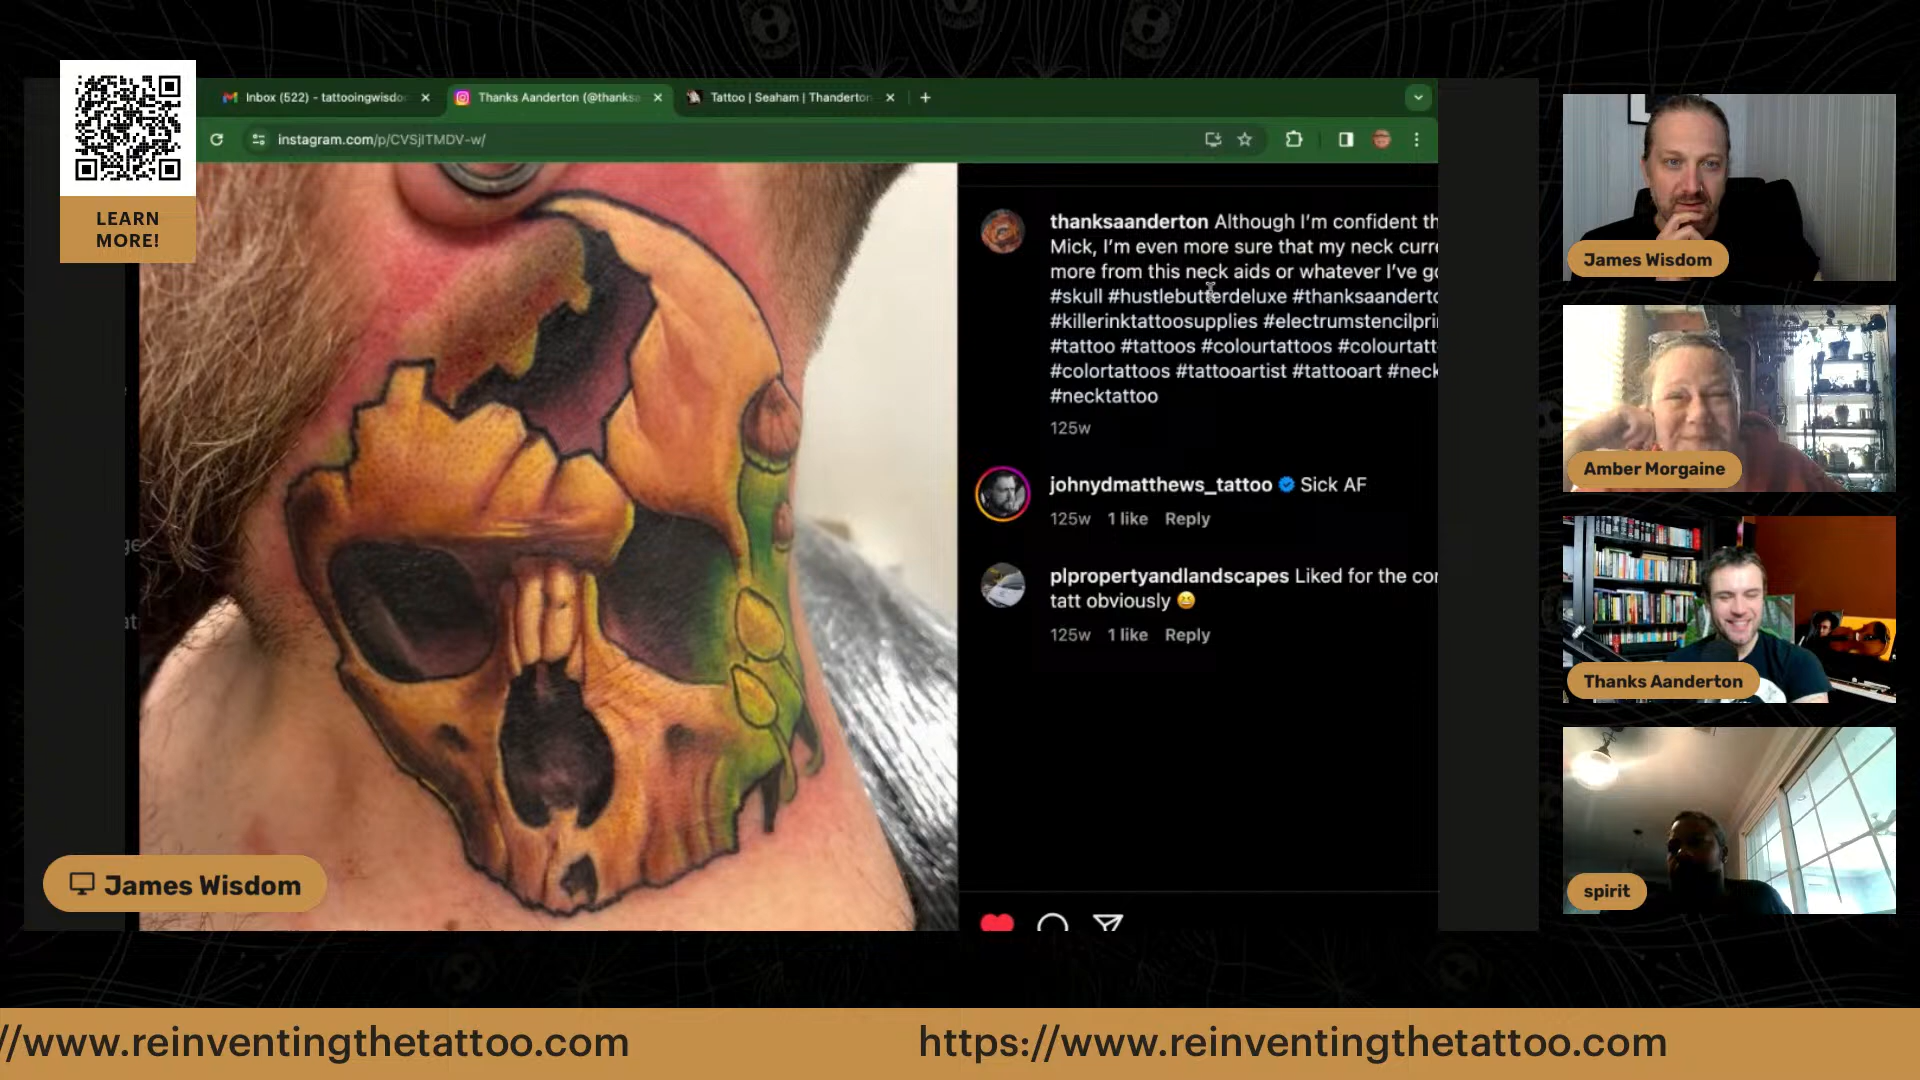 LEARN
MORE!
Inbox (522) - tattooingwisdo
Thanks Aanderton (@thanksa
Tattoo | Seaham | Thanderton
instagram.com/p/CVSjITMDV-w/
thanksaanderton Although I'm confident th
Mick, I'm even more sure that my neck curr
more from this neck aids or whatever I've go
#skull #hustlebutterdeluxe #thanksaanderto
#killerinktattoosupplies #electrumstencilpri
#tattoo #tattoos #colourtattoos #colourtatt
#colortattoos #tattooartist #tattooart #neck
#necktattoo
125w
johnydmatthews_tattoo Sick AF
125w 1 like Reply
plpropertyandlandscapes Liked for the cor
tatt obviously 😆
125w 1 like Reply
James Wisdom
James Wisdom
Amber Morgaine
Thanks Aanderton
spirit
//www.reinventingthetattoo.com
https://www.reinventingthetattoo.com